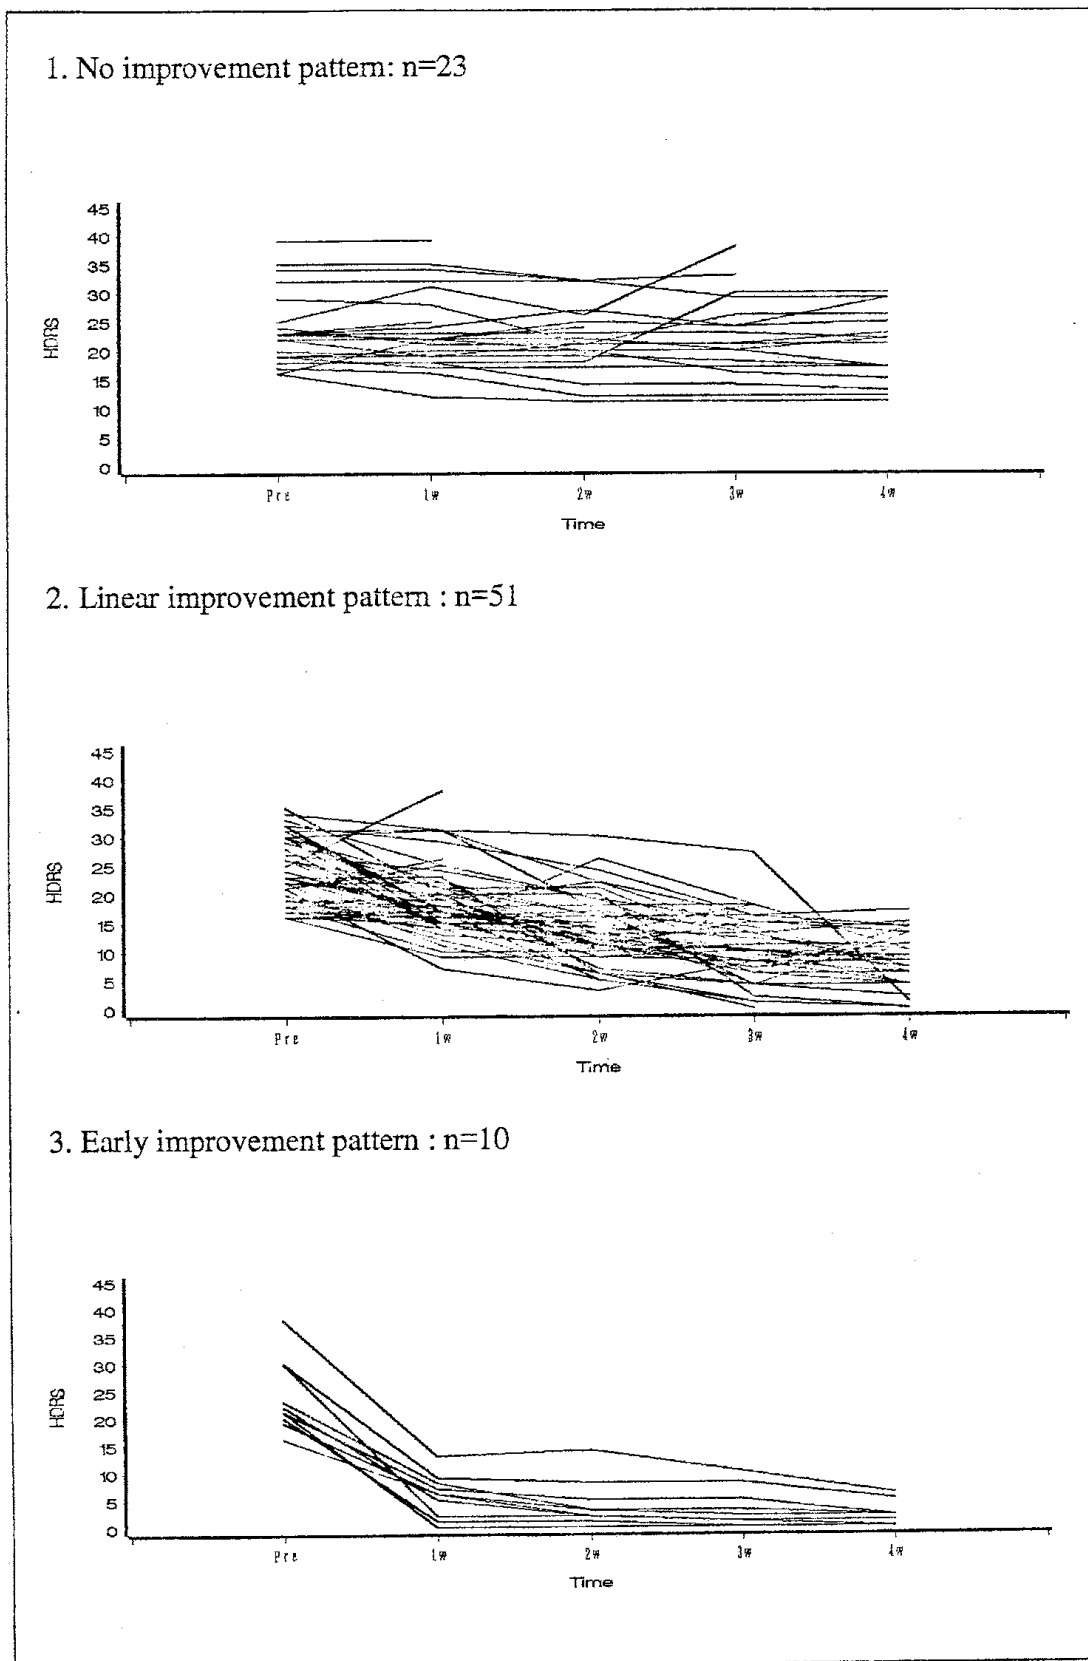 1. No improvement pattern: n=23
45
40
35
30
25
20
15
10
5
0
HDRS
Pre 1w 2w 3w 4w
Time
2. Linear improvement pattern : n=51
45
40
35
30
25
20
15
10
5
0
HDRS
Pre 1w 2w 3w 4w
Time
3. Early improvement pattern : n=10
45
40
35
30
25
20
15
10
5
0
HDRS
Pre 1w 2w 3w 4w
Time